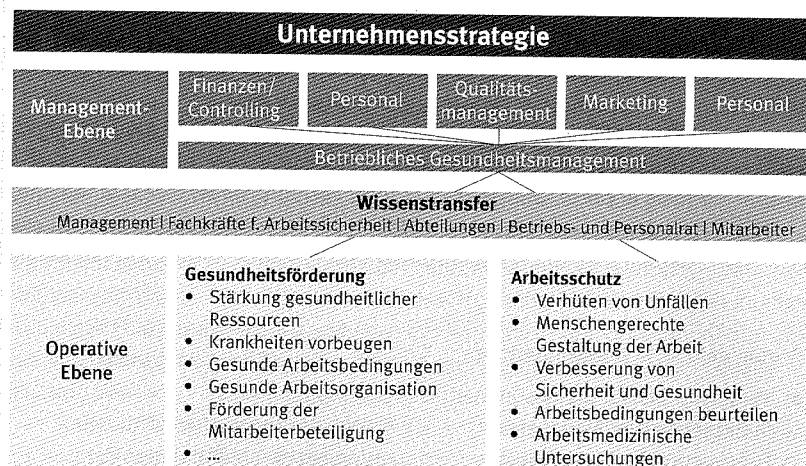 Unternehmensstrategie
Management-
Ebene
Finanzen/
Controlling
Personal
Qualitäts-
management
Marketing
Personal
Betriebliches Gesundheitsmanagement
Wissenstransfer
Management | Fachkräfte f. Arbeitssicherheit | Abteilungen | Betriebs- und Personalrat | Mitarbeiter
Operative
Ebene
Gesundheitsförderung
• Stärkung gesundheitlicher
Ressourcen
• Krankheiten vorbeugen
• Gesunde Arbeitsbedingungen
• Gesunde Arbeitsorganisation
• Förderung der
Mitarbeiterbeteiligung
• ...
Arbeitsschutz
• Verhüten von Unfällen
• Menschengerechte
Gestaltung der Arbeit
• Verbesserung von
Sicherheit und Gesundheit
• Arbeitsbedingungen beurteilen
• Arbeitsmedizinische
Untersuchungen